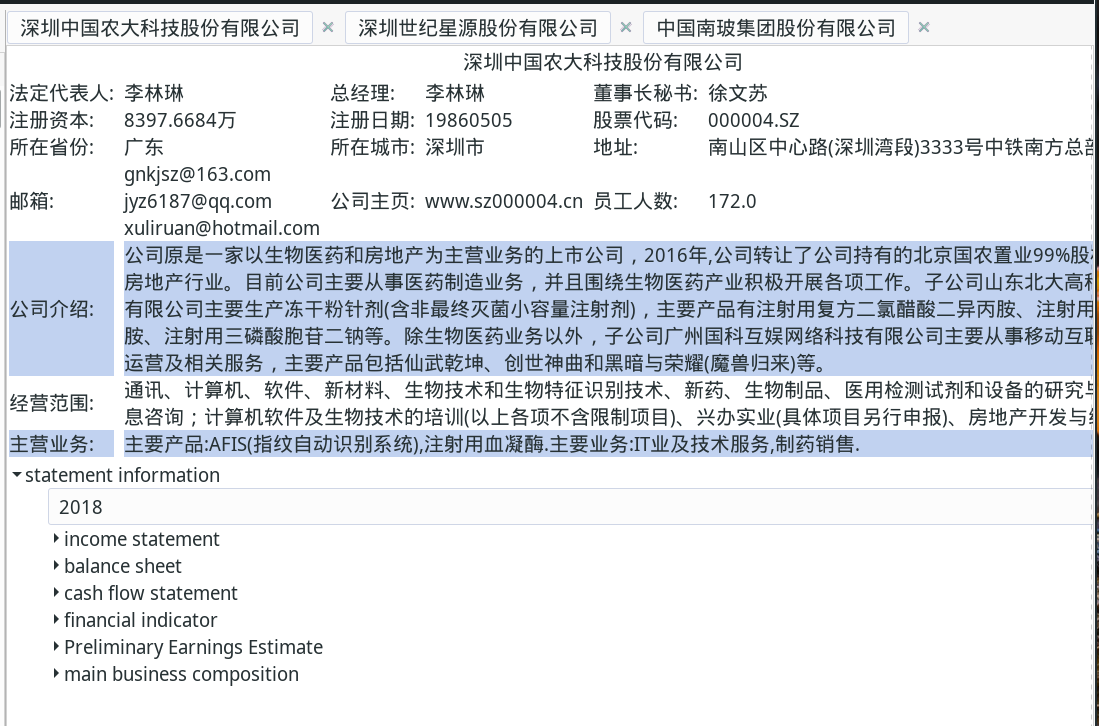 深圳中国农大科技股份有限公司 × 深圳世纪星源股份有限公司 × 中国南玻集团股份有限公司 ×
深圳中国农大科技股份有限公司
法定代表人: 李林琳 总经理: 李林琳 董事长秘书: 徐文苏
注册资本: 8397.6684万 注册日期: 19860505 股票代码: 000004.SZ
所在省份: 广东 所在城市: 深圳市 地址: 南山区中心路(深圳湾段)3333号中铁南方总部
gnkjsz@163.com
邮箱: jyz6187@qq.com 公司主页: www.sz000004.cn 员工人数: 172.0
xuliruan@hotmail.com
公司原是一家以生物医药和房地产为主营业务的上市公司，2016年,公司转让了公司持有的北京国农置业99%股
房地产行业。目前公司主要从事医药制造业务，并且围绕生物医药产业积极开展各项工作。子公司山东北大高科
公司介绍: 有限公司主要生产冻干粉针剂(含非最终灭菌小容量注射剂)，主要产品有注射用复方二氯醋酸二异丙胺、注射用
胺、注射用三磷酸胞苷二钠等。除生物医药业务以外，子公司广州国科互娱网络科技有限公司主要从事移动互联
运营及相关服务，主要产品包括仙武乾坤、创世神曲和黑暗与荣耀(魔兽归来)等。
经营范围: 通讯、计算机、软件、新材料、生物技术和生物特征识别技术、新药、生物制品、医用检测试剂和设备的研究与
息咨询；计算机软件及生物技术的培训(以上各项不含限制项目)、兴办实业(具体项目另行申报)、房地产开发与
主营业务: 主要产品:AFIS(指纹自动识别系统),注射用血凝酶.主要业务:IT业及技术服务,制药销售.
statement information
2018
income statement
balance sheet
cash flow statement
financial indicator
Preliminary Earnings Estimate
main business composition